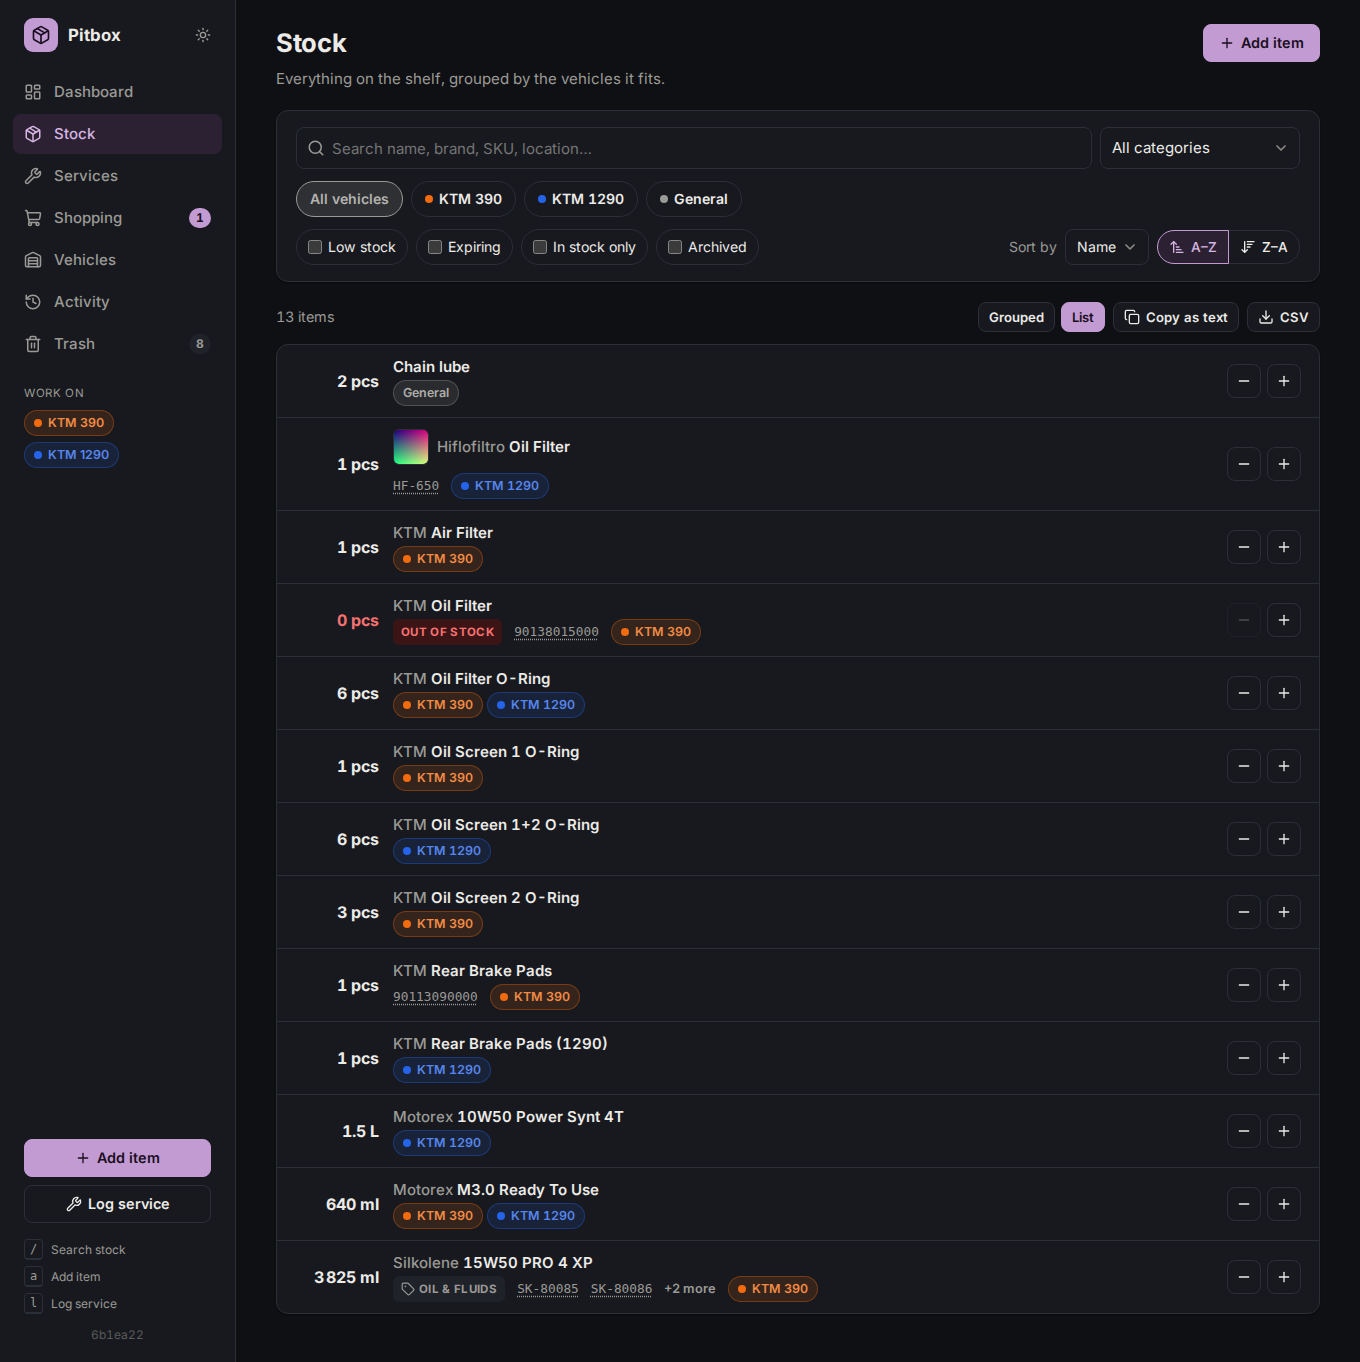 Pitbox
Dashboard
Stock
Services
Shopping 1
Vehicles
Activity
Trash 8
WORK ON
KTM 390
KTM 1290
+ Add item
Log service
/ Search stock
a Add item
l Log service
6b1ea22
Stock
+ Add item
Everything on the shelf, grouped by the vehicles it fits.
Search name, brand, SKU, location...
All categories
All vehicles KTM 390 KTM 1290 General
Low stock Expiring In stock only Archived Sort by Name A–Z Z–A
13 items Grouped List Copy as text CSV
2 pcs Chain lube
General
1 pcs Hiflofiltro Oil Filter
HF-650 KTM 1290
1 pcs KTM Air Filter
KTM 390
0 pcs KTM Oil Filter
OUT OF STOCK 90138015000 KTM 390
6 pcs KTM Oil Filter O-Ring
KTM 390 KTM 1290
1 pcs KTM Oil Screen 1 O-Ring
KTM 390
6 pcs KTM Oil Screen 1+2 O-Ring
KTM 1290
3 pcs KTM Oil Screen 2 O-Ring
KTM 390
1 pcs KTM Rear Brake Pads
90113090000 KTM 390
1 pcs KTM Rear Brake Pads (1290)
KTM 1290
1.5 L Motorex 10W50 Power Synt 4T
KTM 1290
640 ml Motorex M3.0 Ready To Use
KTM 390 KTM 1290
3 825 ml Silkolene 15W50 PRO 4 XP
OIL & FLUIDS SK-80085 SK-80086 +2 more KTM 390